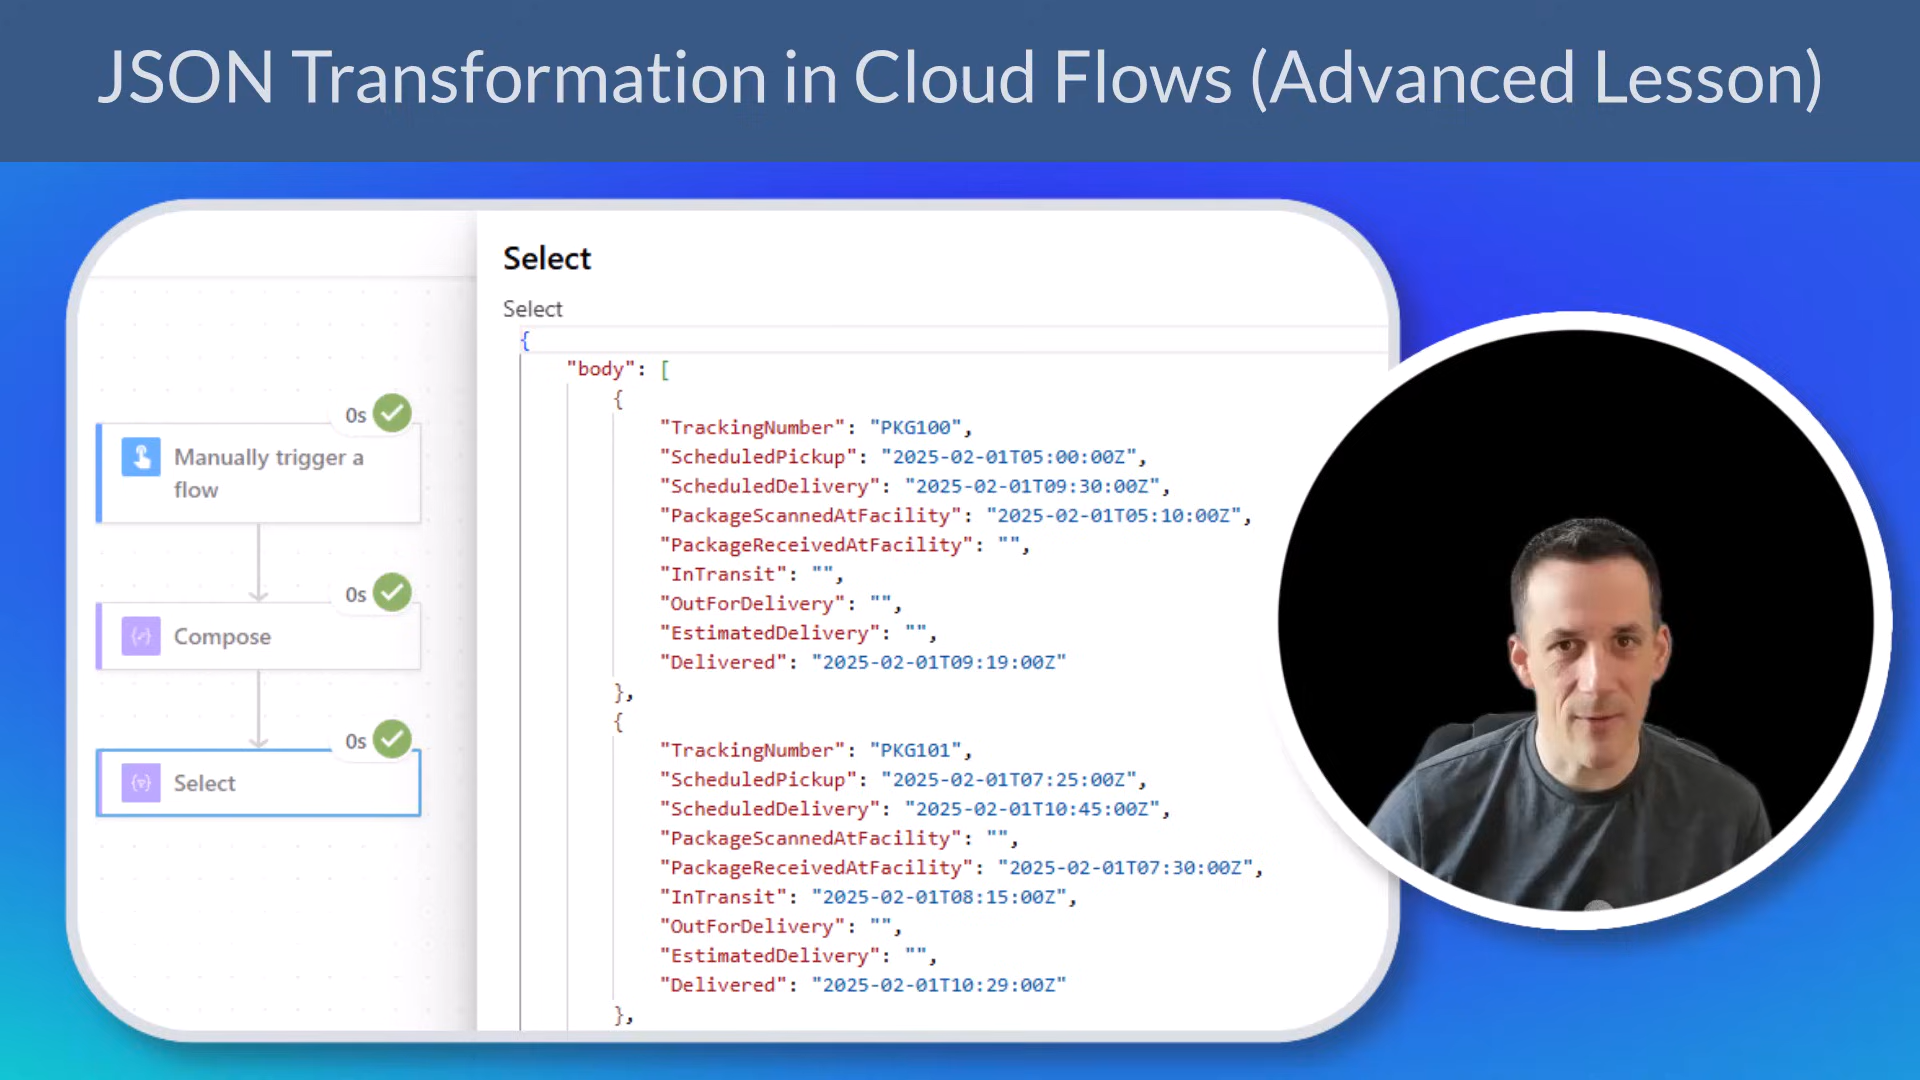 JSON Transformation in Cloud Flows (Advanced Lesson)
0s
Manually trigger a
flow
0s
Compose
0s
Select
Select
Select
{
"body": [
{
"TrackingNumber": "PKG100",
"ScheduledPickup": "2025-02-01T05:00:00Z",
"ScheduledDelivery": "2025-02-01T09:30:00Z",
"PackageScannedAtFacility": "2025-02-01T05:10:00Z",
"PackageReceivedAtFacility": "",
"InTransit": "",
"OutForDelivery": "",
"EstimatedDelivery": "",
"Delivered": "2025-02-01T09:19:00Z"
},
{
"TrackingNumber": "PKG101",
"ScheduledPickup": "2025-02-01T07:25:00Z",
"ScheduledDelivery": "2025-02-01T10:45:00Z",
"PackageScannedAtFacility": "",
"PackageReceivedAtFacility": "2025-02-01T07:30:00Z",
"InTransit": "2025-02-01T08:15:00Z",
"OutForDelivery": "",
"EstimatedDelivery": "",
"Delivered": "2025-02-01T10:29:00Z"
},